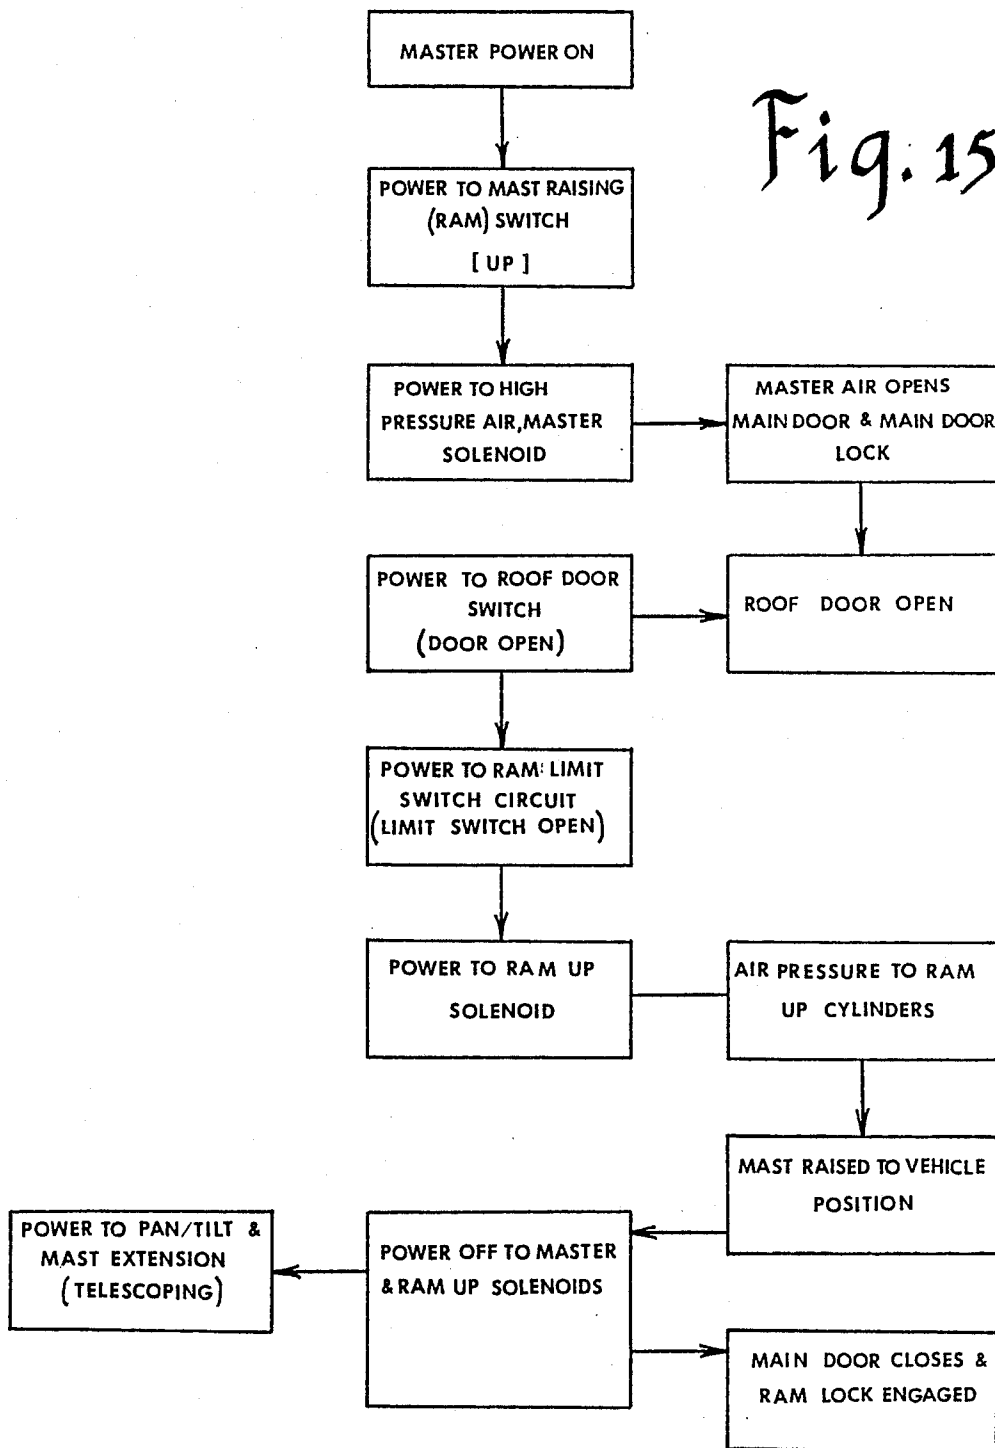 MASTER POWER ON
Fig. 15
POWER TO MAST RAISING
(RAM) SWITCH
[ UP ]
POWER TO HIGH
PRESSURE AIR, MASTER
SOLENOID
MASTER AIR OPENS
MAIN DOOR & MAIN DOOR
LOCK
POWER TO ROOF DOOR
SWITCH
(DOOR OPEN)
ROOF DOOR OPEN
POWER TO RAM LIMIT
SWITCH CIRCUIT
(LIMIT SWITCH OPEN)
POWER TO RAM UP
SOLENOID
AIR PRESSURE TO RAM
UP CYLINDERS
MAST RAISED TO VEHICLE
POSITION
POWER TO PAN/TILT &
MAST EXTENSION
(TELESCOPING)
POWER OFF TO MASTER
& RAM UP SOLENOIDS
MAIN DOOR CLOSES &
RAM LOCK ENGAGED